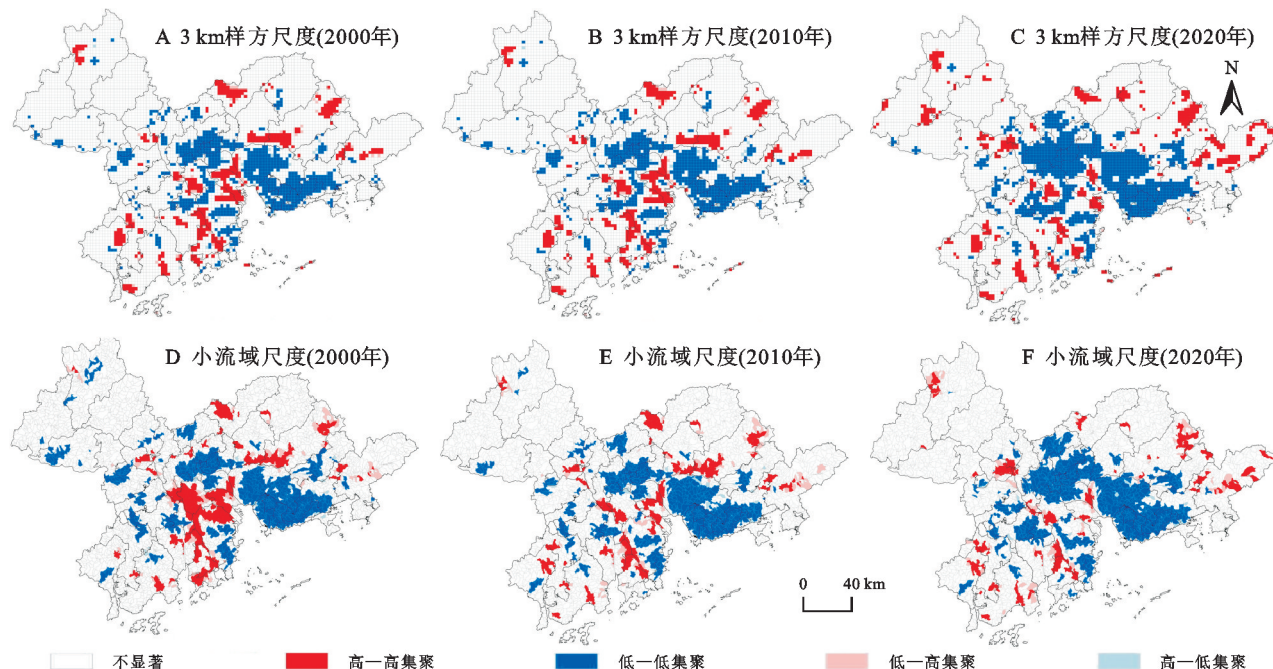 A 3 km样方尺度(2000年)
B 3 km样方尺度(2010年)
C 3 km样方尺度(2020年)
N
D 小流域尺度(2000年)
E 小流域尺度(2010年)
F 小流域尺度(2020年)
0 40 km
不显著
高—高集聚
低—低集聚
低—高集聚
高—低集聚